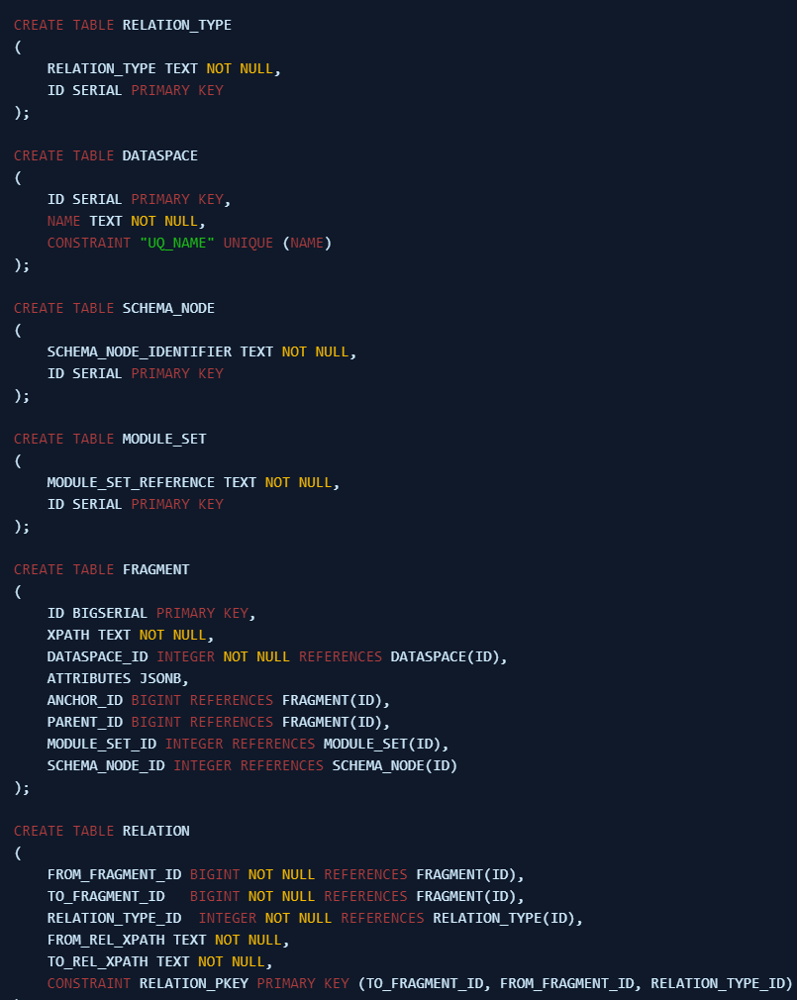 CREATE TABLE RELATION_TYPE
(
    RELATION_TYPE TEXT NOT NULL,
    ID SERIAL PRIMARY KEY
);

CREATE TABLE DATASPACE
(
    ID SERIAL PRIMARY KEY,
    NAME TEXT NOT NULL,
    CONSTRAINT "UQ_NAME" UNIQUE (NAME)
);

CREATE TABLE SCHEMA_NODE
(
    SCHEMA_NODE_IDENTIFIER TEXT NOT NULL,
    ID SERIAL PRIMARY KEY
);

CREATE TABLE MODULE_SET
(
    MODULE_SET_REFERENCE TEXT NOT NULL,
    ID SERIAL PRIMARY KEY
);

CREATE TABLE FRAGMENT
(
    ID BIGSERIAL PRIMARY KEY,
    XPATH TEXT NOT NULL,
    DATASPACE_ID INTEGER NOT NULL REFERENCES DATASPACE(ID),
    ATTRIBUTES JSONB,
    ANCHOR_ID BIGINT REFERENCES FRAGMENT(ID),
    PARENT_ID BIGINT REFERENCES FRAGMENT(ID),
    MODULE_SET_ID INTEGER REFERENCES MODULE_SET(ID),
    SCHEMA_NODE_ID INTEGER REFERENCES SCHEMA_NODE(ID)
);

CREATE TABLE RELATION
(
    FROM_FRAGMENT_ID BIGINT NOT NULL REFERENCES FRAGMENT(ID),
    TO_FRAGMENT_ID   BIGINT NOT NULL REFERENCES FRAGMENT(ID),
    RELATION_TYPE_ID  INTEGER NOT NULL REFERENCES RELATION_TYPE(ID),
    FROM_REL_XPATH TEXT NOT NULL,
    TO_REL_XPATH TEXT NOT NULL,
    CONSTRAINT RELATION_PKEY PRIMARY KEY (TO_FRAGMENT_ID, FROM_FRAGMENT_ID, RELATION_TYPE_ID)